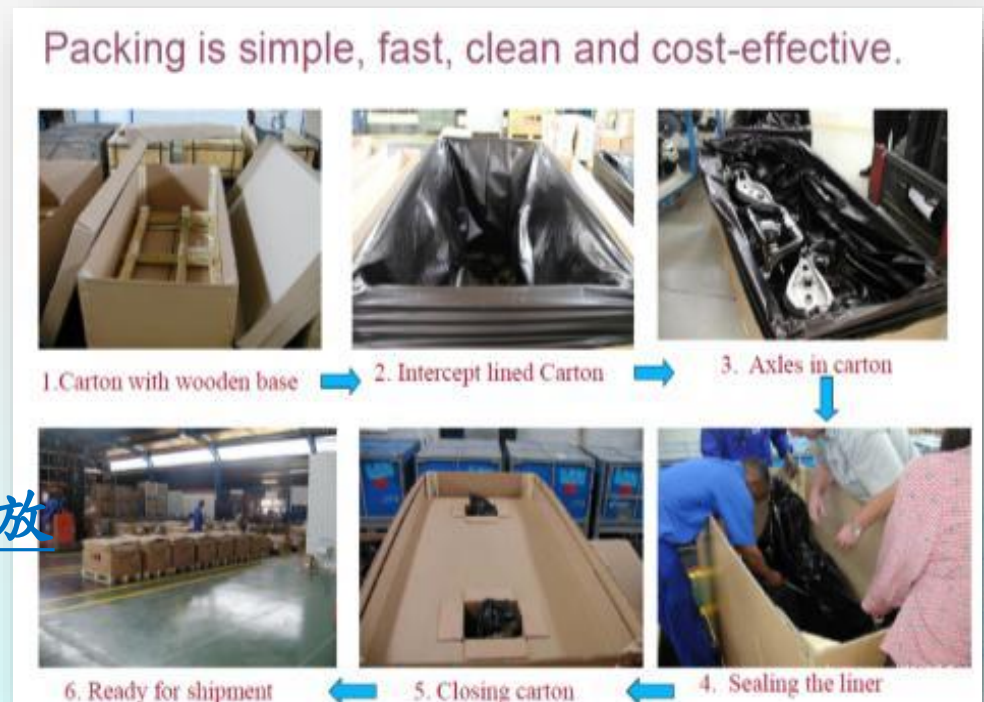 Packing is simple, fast, clean and cost-effective.
1.Carton with wooden base
2. Intercept lined Carton
3. Axles in carton
放
6. Ready for shipment
5. Closing carton
4. Sealing the liner